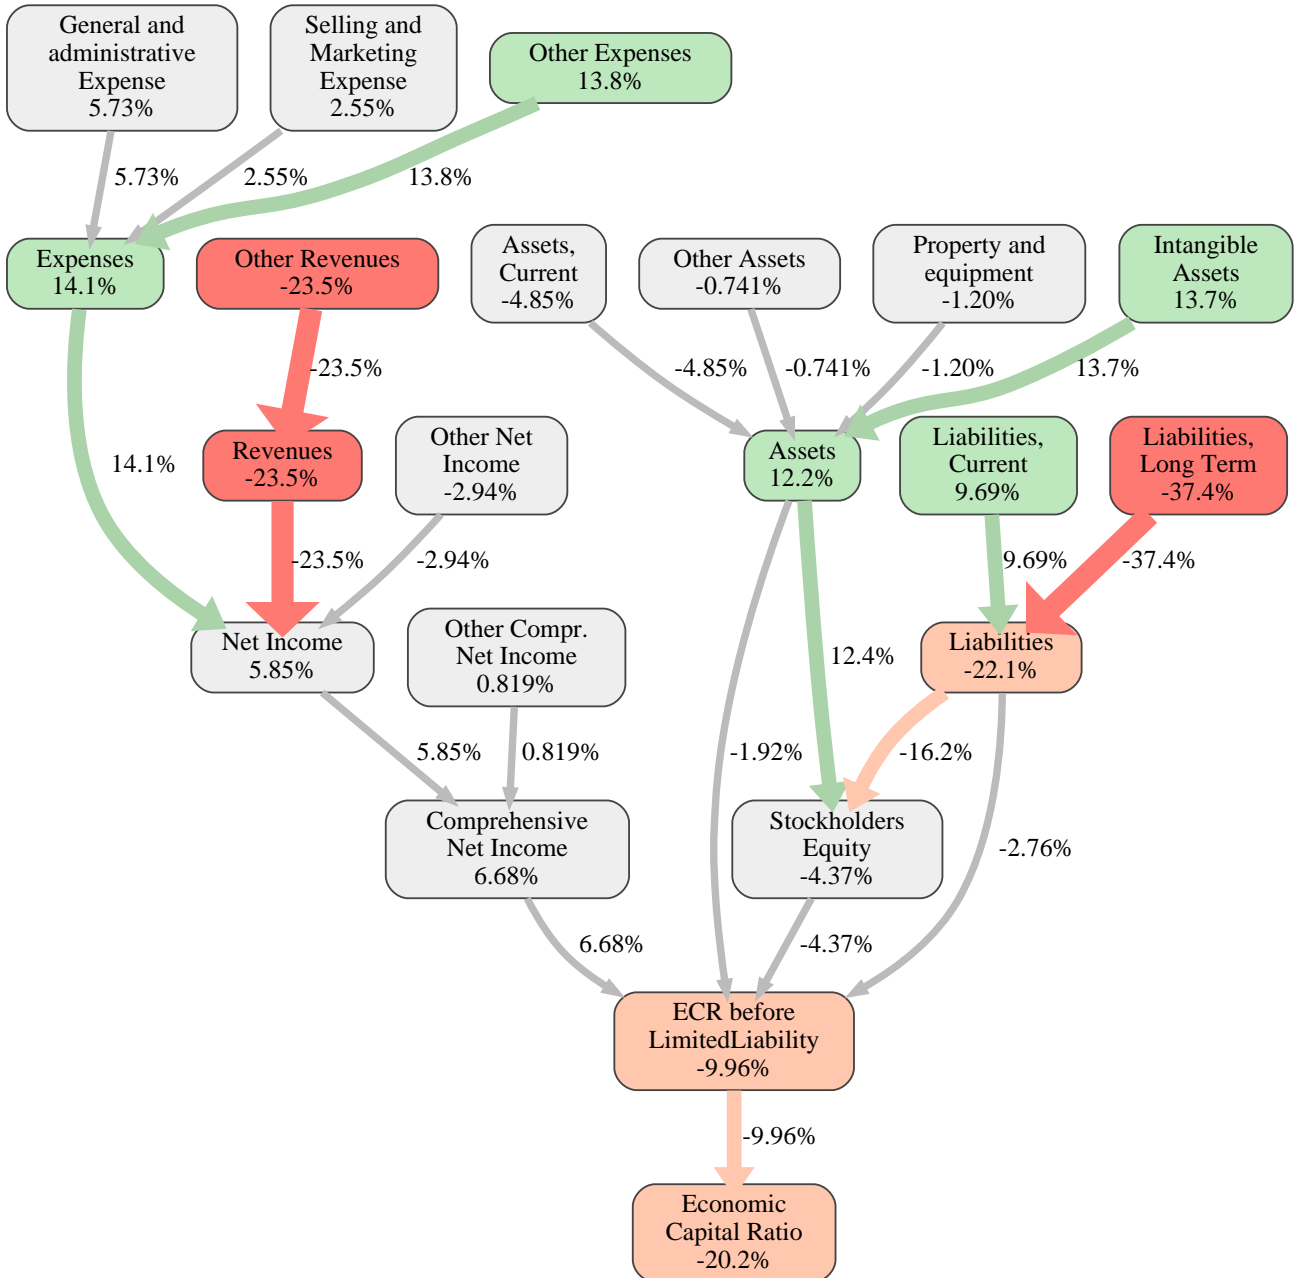 General and
administrative
Expense
5.73%
Selling and
Marketing
Expense
2.55%
Other Expenses
13.8%
5.73%
2.55%
13.8%
Expenses
14.1%
Other Revenues
-23.5%
Assets,
Current
-4.85%
Other Assets
-0.741%
Property and
equipment
-1.20%
Intangible
Assets
13.7%
-23.5%
-4.85%
-0.741%
-1.20%
13.7%
14.1%
Revenues
-23.5%
Other Net
Income
-2.94%
Assets
12.2%
Liabilities,
Current
9.69%
Liabilities,
Long Term
-37.4%
-23.5%
-2.94%
9.69%
-37.4%
Net Income
5.85%
Other Compr.
Net Income
0.819%
12.4%
Liabilities
-22.1%
5.85%
0.819%
-1.92%
-16.2%
Comprehensive
Net Income
6.68%
Stockholders
Equity
-4.37%
-2.76%
6.68%
-4.37%
ECR before
LimitedLiability
-9.96%
-9.96%
Economic
Capital Ratio
-20.2%